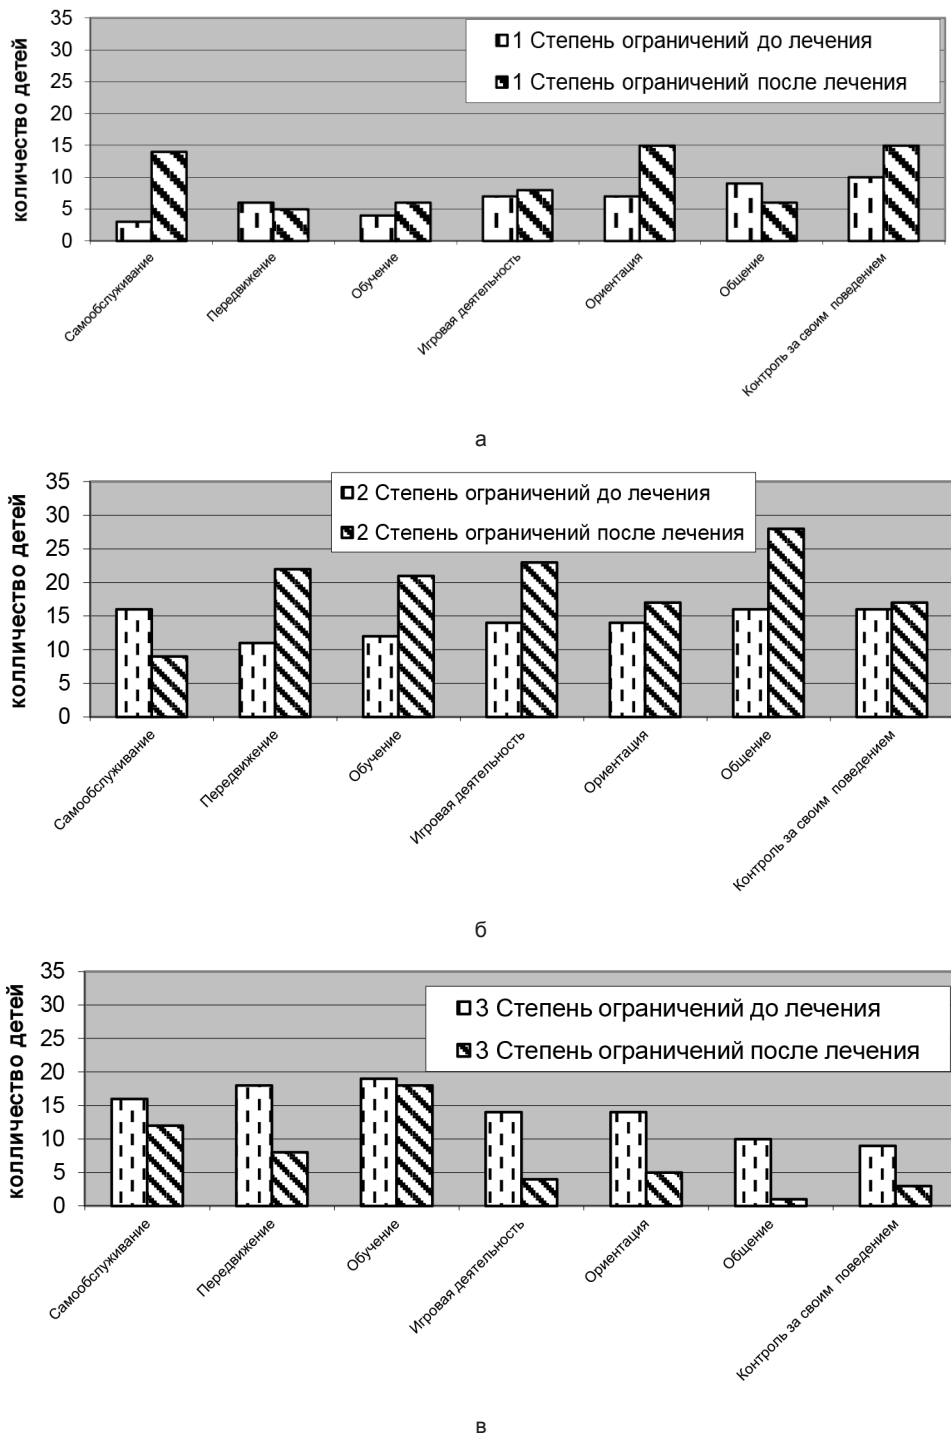 35
30
25
20
15
10
5
0
количество детей
1 Степень ограничений до лечения
1 Степень ограничений после лечения
Самообслуживание
Передвижение
Обучение
Игровая деятельность
Ориентация
Общение
Контроль за своим поведением
а
35
30
25
20
15
10
5
0
колличество детей
2 Степень ограничений до лечения
2 Степень ограничений после лечения
Самообслуживание
Передвижение
Обучение
Игровая деятельность
Ориентация
Общение
Контроль за своим поведением
б
35
30
25
20
15
10
5
0
колличество детей
3 Степень ограничений до лечения
3 Степень ограничений после лечения
Самообслуживание
Передвижение
Обучение
Игровая деятельность
Ориентация
Общение
Контроль за своим поведением
в